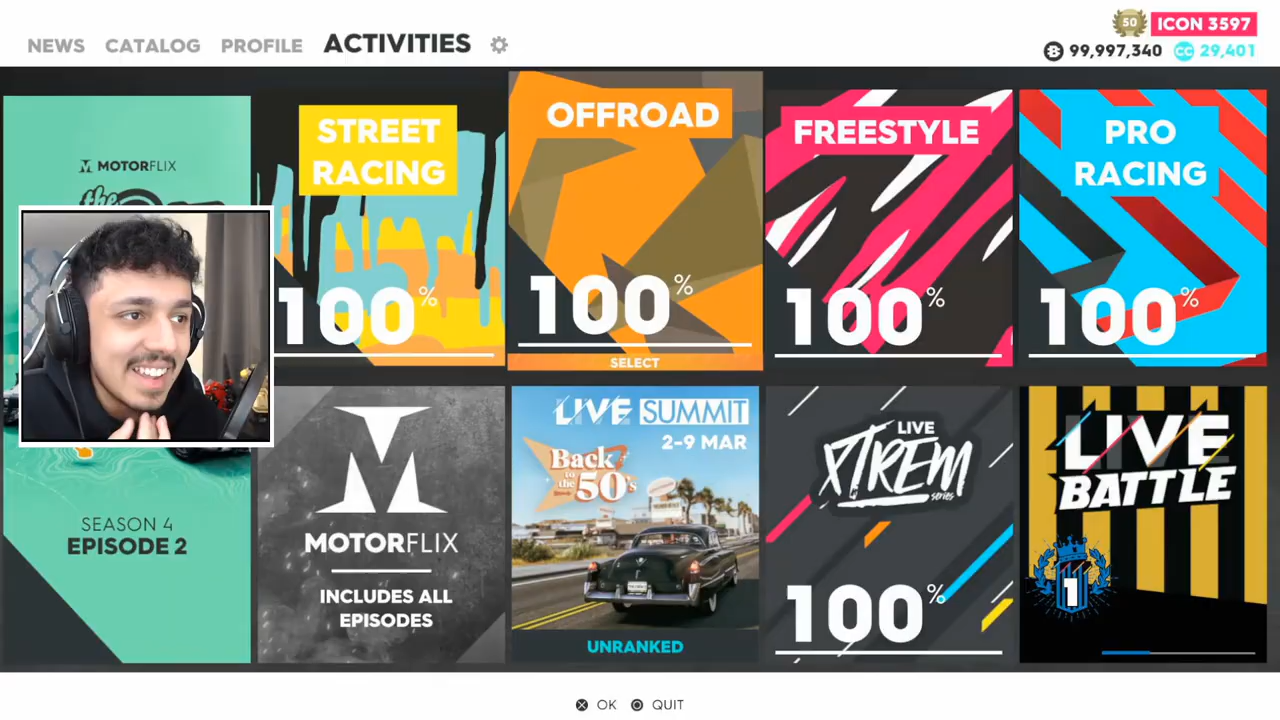 NEWS CATALOG PROFILE ACTIVITIES
50 ICON 3597
99,997,340 CC 29,401
MOTORFLIX
the
SEASON 4
EPISODE 2
STREET
RACING
100%
OFFROAD
100%
SELECT
FREESTYLE
100%
PRO
RACING
100%
M
MOTORFLIX
INCLUDES ALL
EPISODES
LIVE SUMMIT
2-9 MAR
Back
to the 50's
UNRANKED
LIVE
XTREM
series
100%
LIVE
BATTLE
1
OK QUIT